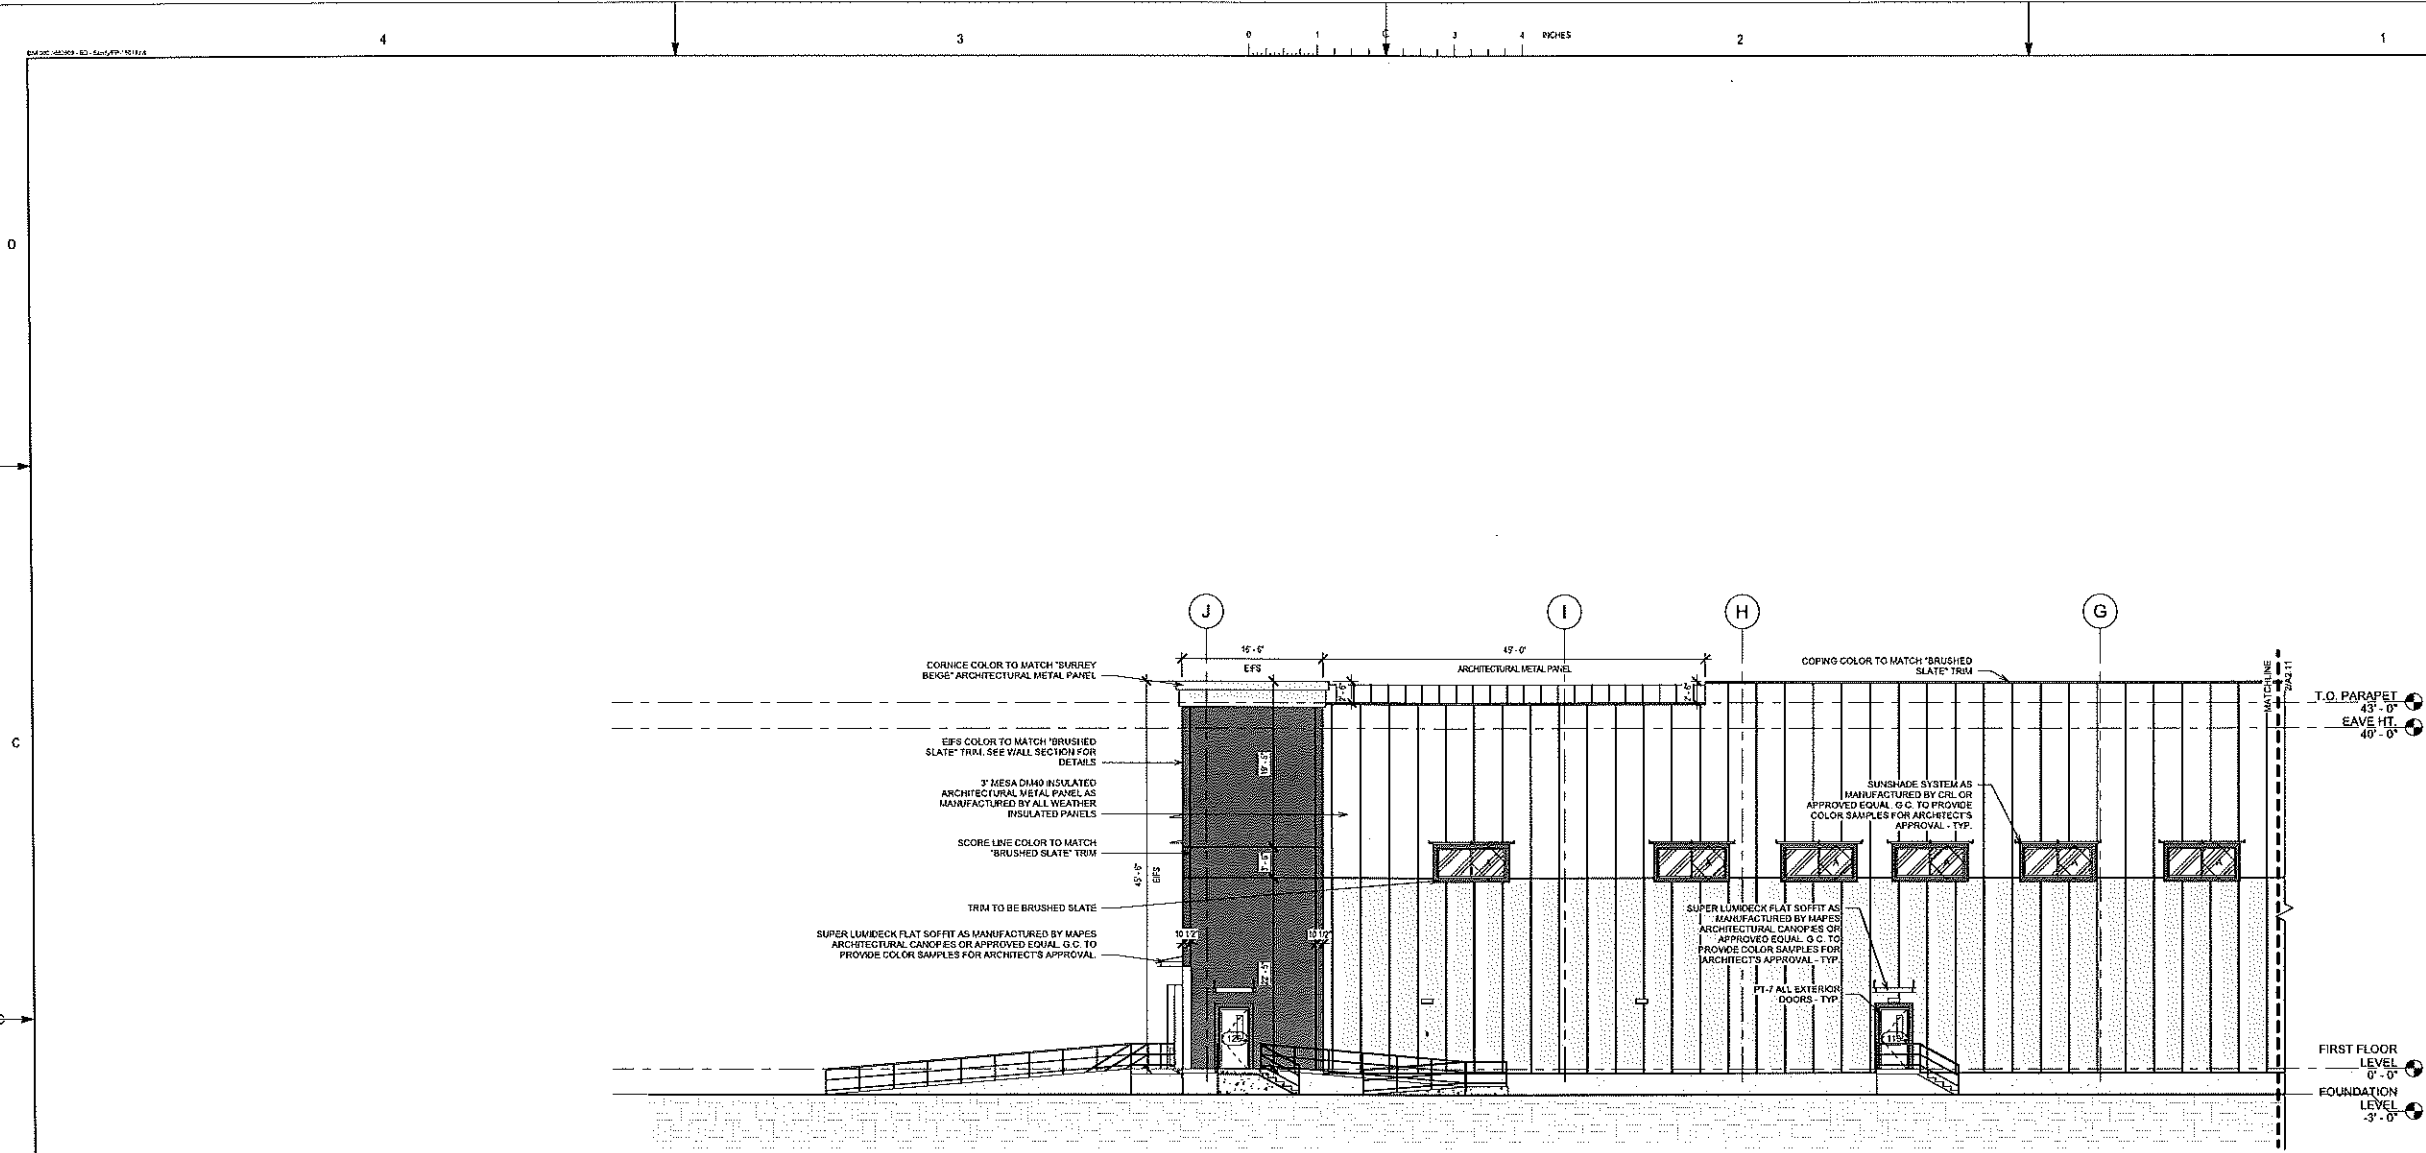 4
3
0
1
3
4
INCHES
2
1
D
C
J
I
H
G
16' - 6"
EIFS
ARCHITECTURAL METAL PANEL
CORNICE COLOR TO MATCH "SURREY
BEIGE" ARCHITECTURAL METAL PANEL
COPING COLOR TO MATCH "BRUSHED
SLATE" TRIM
MATCHLINE
2/A2.11
T.O. PARAPET
43' - 0"
EAVE HT.
40' - 0"
EIFS COLOR TO MATCH "BRUSHED
SLATE" TRIM. SEE WALL SECTION FOR
DETAILS
3" MESA DM40 INSULATED
ARCHITECTURAL METAL PANEL AS
MANUFACTURED BY ALL WEATHER
INSULATED PANELS
SUNSHADE SYSTEM AS
MANUFACTURED BY CRL OR
APPROVED EQUAL. G.C. TO PROVIDE
COLOR SAMPLES FOR ARCHITECT'S
APPROVAL - TYP.
SCORE LINE COLOR TO MATCH
"BRUSHED SLATE" TRIM
45' - 6"
EIFS
A
A
A
A
A
A
TRIM TO BE BRUSHED SLATE
SUPER LUMIDECK FLAT SOFFIT AS MANUFACTURED BY MAPES
ARCHITECTURAL CANOPIES OR APPROVED EQUAL. G.C. TO
PROVIDE COLOR SAMPLES FOR ARCHITECT'S APPROVAL.
10 1/2"
10 1/2"
SUPER LUMIDECK FLAT SOFFIT AS
MANUFACTURED BY MAPES
ARCHITECTURAL CANOPIES OR
APPROVED EQUAL. G.C. TO
PROVIDE COLOR SAMPLES FOR
ARCHITECT'S APPROVAL - TYP.
PT-7 ALL EXTERIOR
DOORS - TYP.
FIRST FLOOR
LEVEL
0' - 0"
FOUNDATION
LEVEL
-3' - 0"